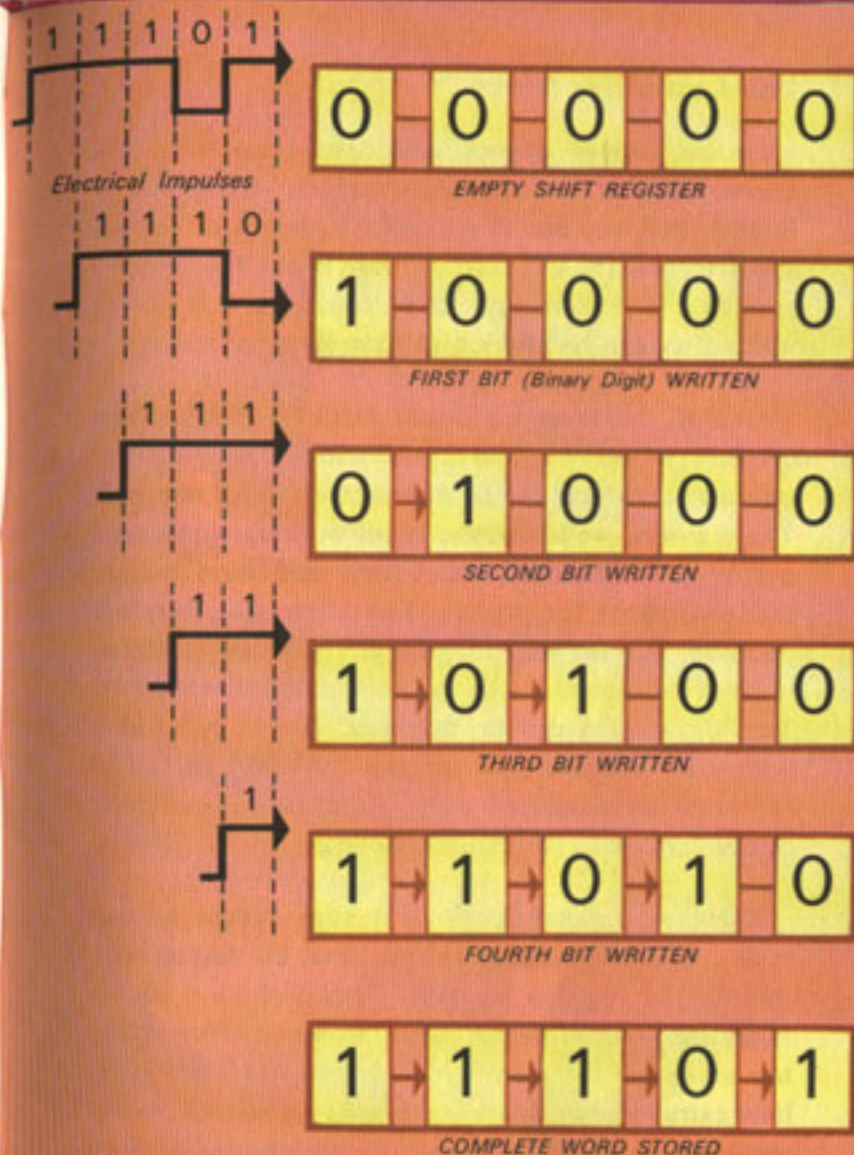 1 1 1 0 1
0 0 0 0 0
Electrical Impulses
EMPTY SHIFT REGISTER
1 1 1 0
1 0 0 0 0
FIRST BIT (Binary Digit) WRITTEN
1 1 1
0 1 0 0 0
SECOND BIT WRITTEN
1 1
1 0 1 0 0
THIRD BIT WRITTEN
1
1 1 0 1 0
FOURTH BIT WRITTEN
1 1 1 0 1
COMPLETE WORD STORED